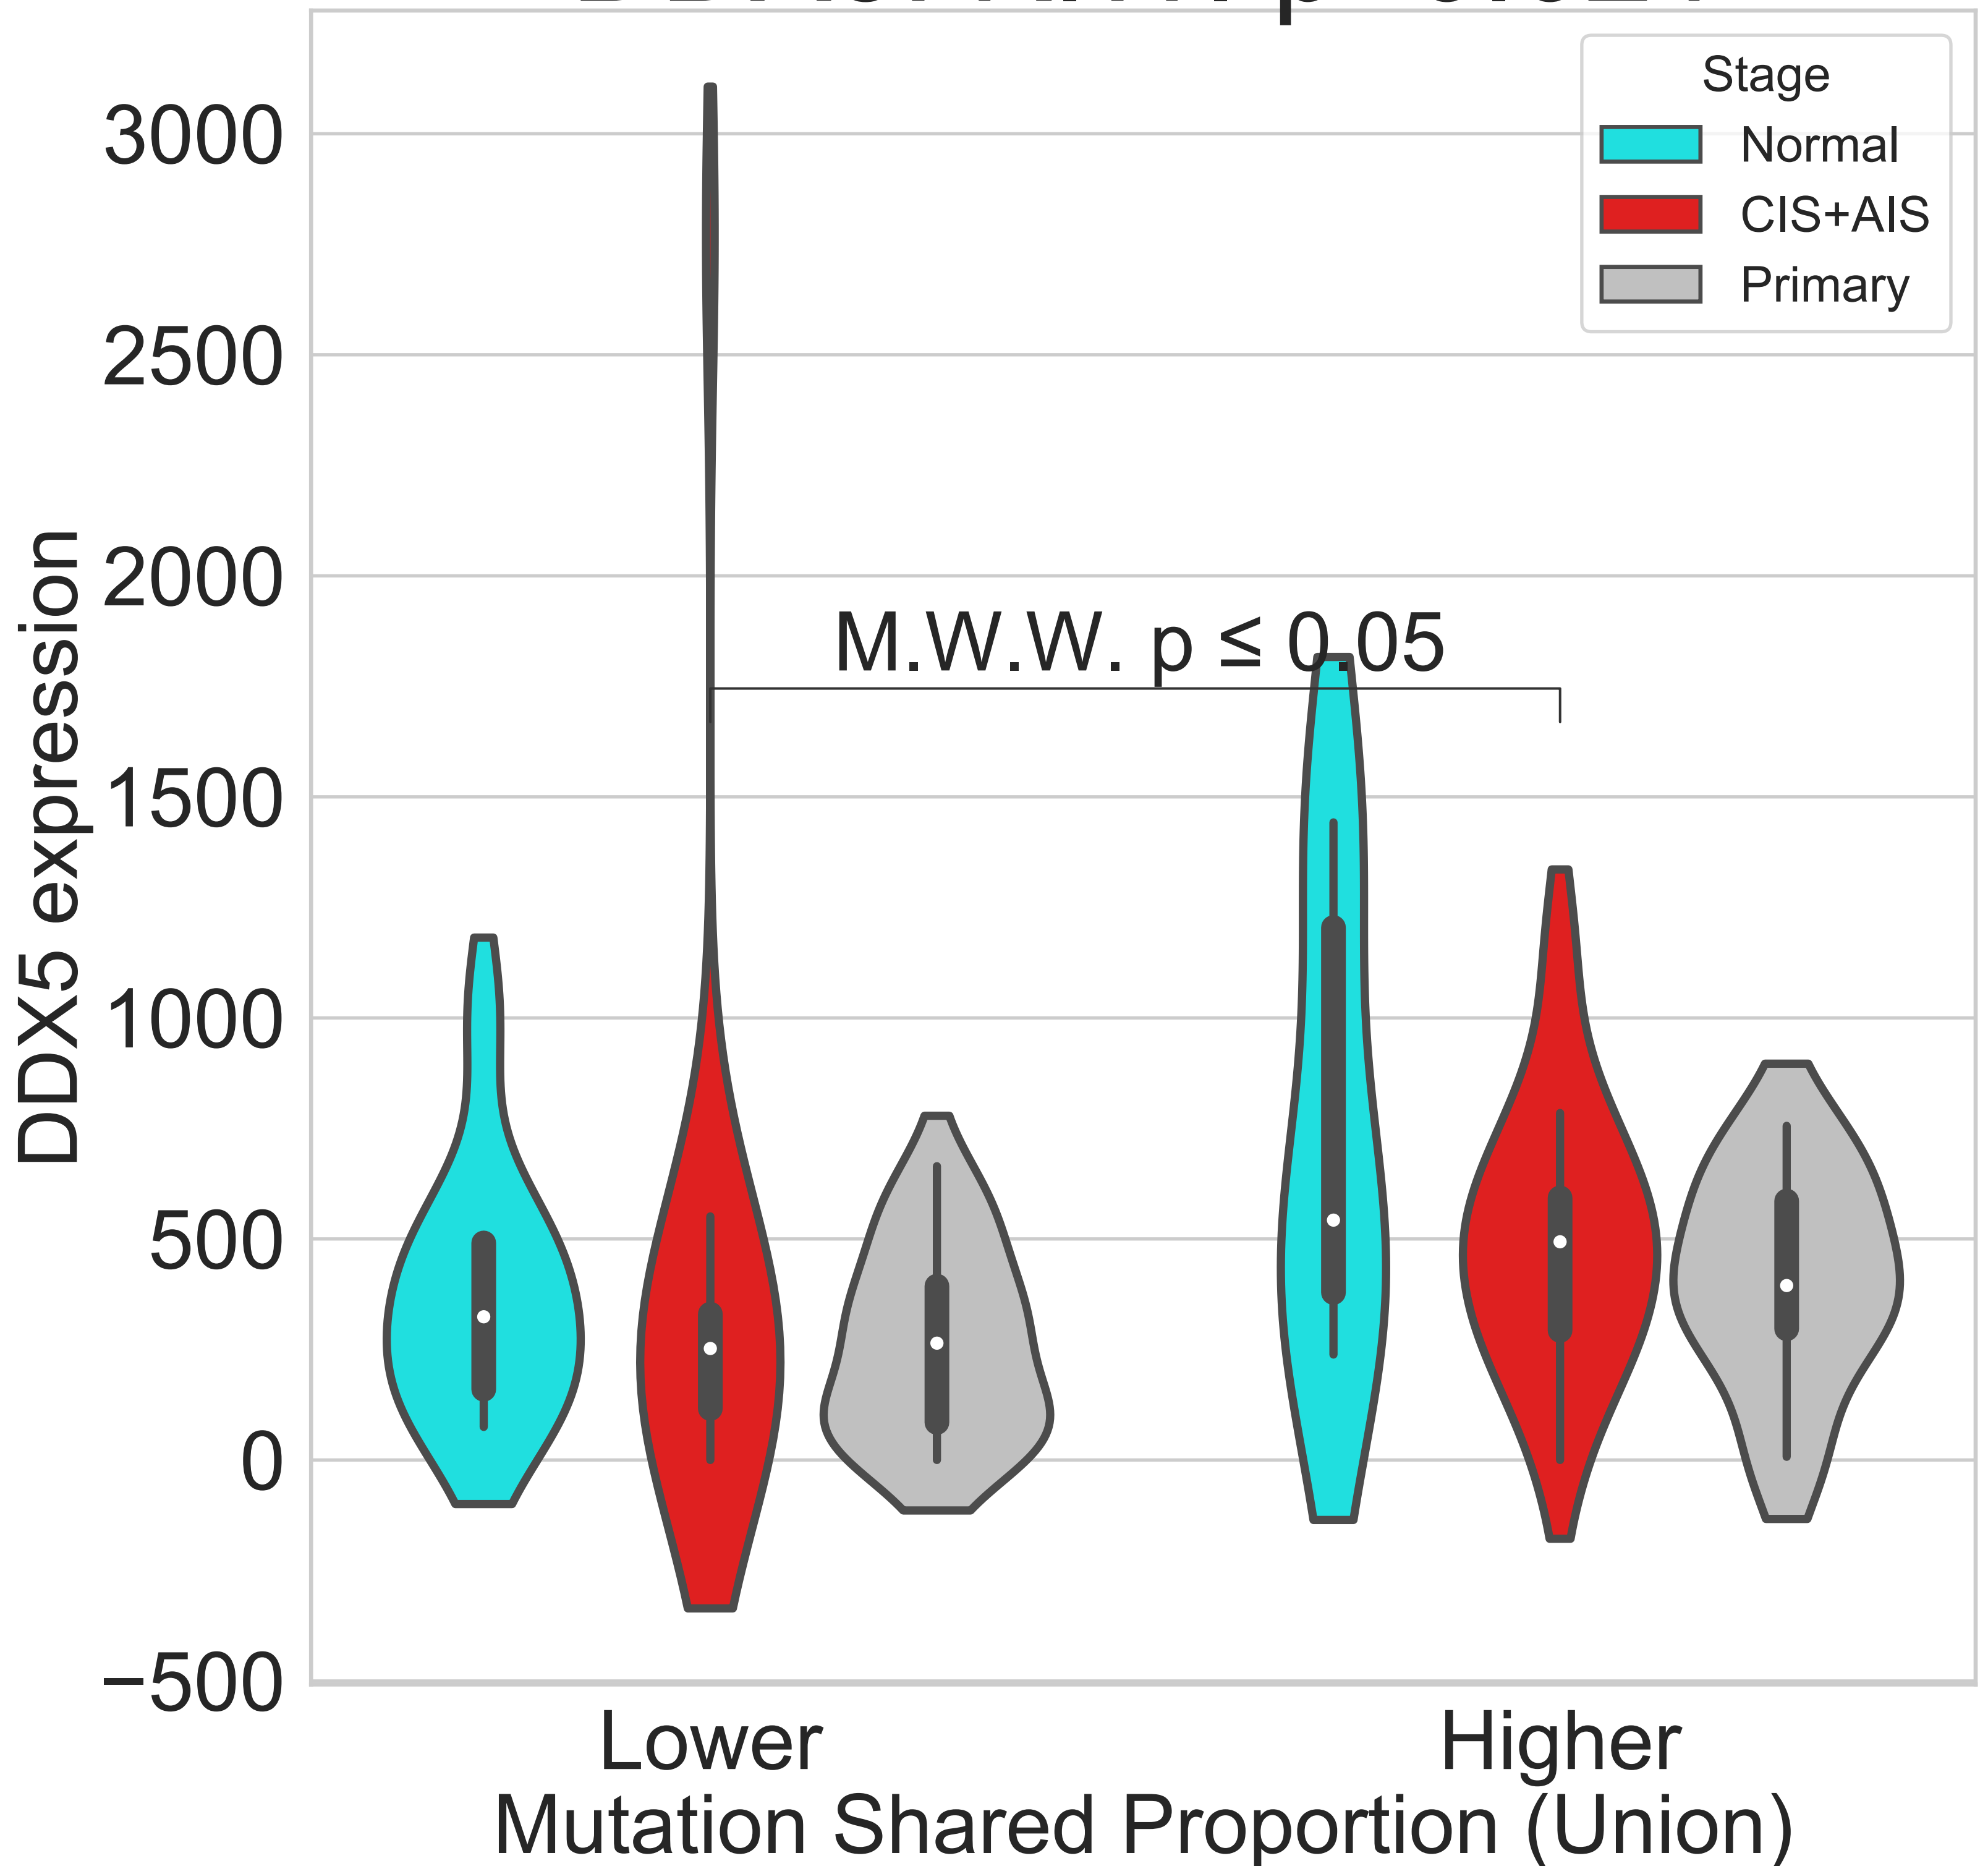 Stage
Normal
CIS+AIS
Primary
3000
2500
2000
1500
1000
500
0
−500
DDX5 expression
M.W.W. p ≤ 0.05
Lower
Higher
Mutation Shared Proportion (Union)